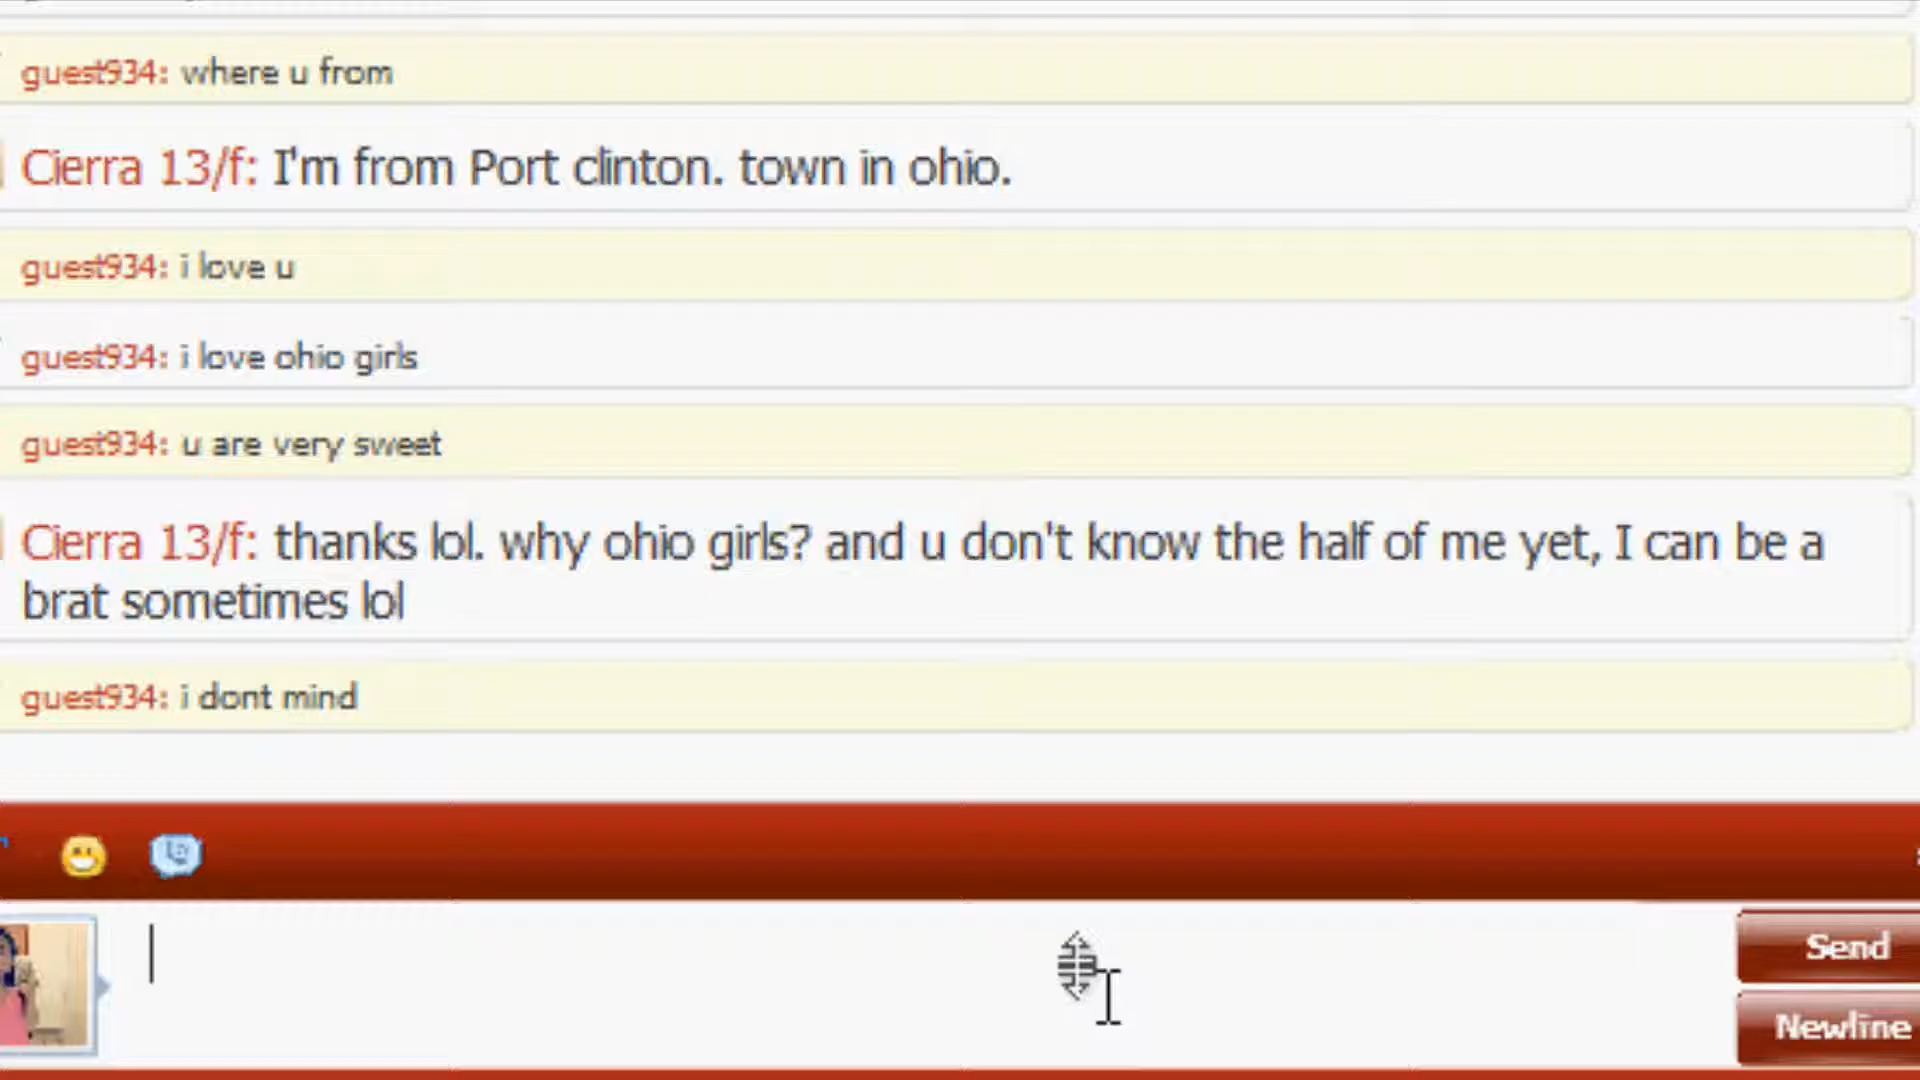 guest934: where u from
Cierra 13/f: I'm from Port clinton. town in ohio.
guest934: i love u
guest934: i love ohio girls
guest934: u are very sweet
Cierra 13/f: thanks lol. why ohio girls? and u don't know the half of me yet, I can be a
brat sometimes lol
guest934: i dont mind
Send
Newline